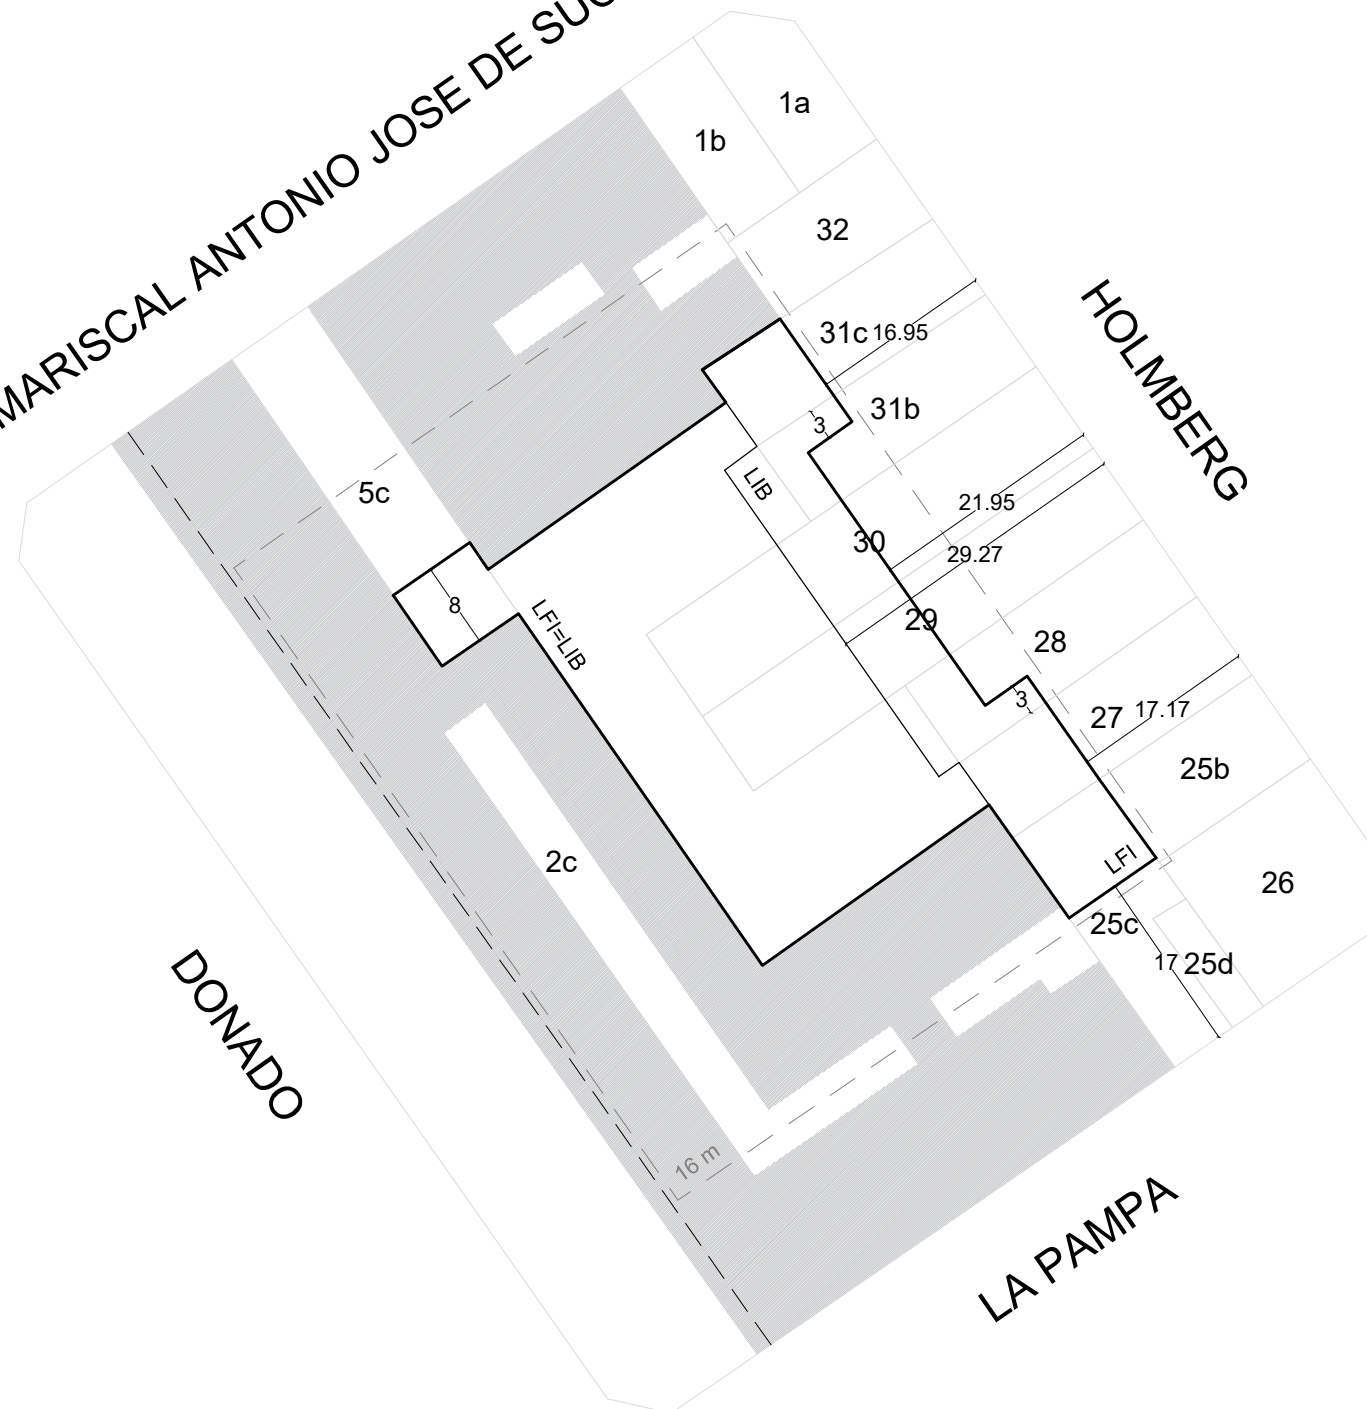 MARISCAL ANTONIO JOSE DE
1a
1b
32
31c 16.95
HOLMBERG
31b
3
LIB
5c
21.95
30
29.27
8
LFI=LIB
29
28
3
27 17.17
25b
2c
LFI
26
25c
17 25d
DONADO
16 m
LA PAMPA